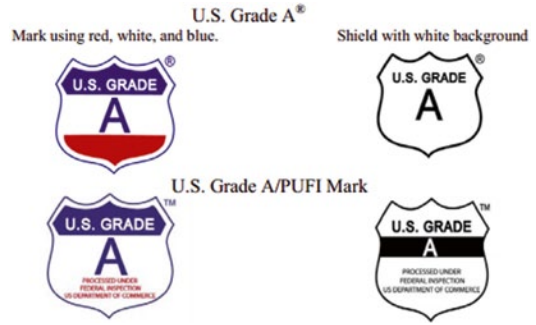 U.S. Grade A®
Mark using red, white, and blue.
Shield with white background
®
U.S. GRADE
A
®
U.S. GRADE
A
U.S. Grade A/PUFI Mark
TM
U.S. GRADE
A
PROCESSED UNDER
FEDERAL INSPECTION
US DEPARTMENT OF COMMERCE
TM
U.S. GRADE
A
PROCESSED UNDER
FEDERAL INSPECTION
US DEPARTMENT OF COMMERCE